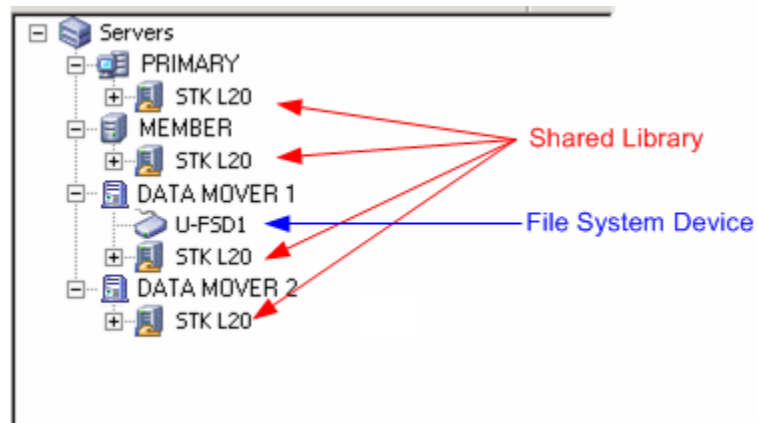 Servers
PRIMARY
STK L20
MEMBER
STK L20
DATA MOVER 1
U-FSD1
STK L20
DATA MOVER 2
STK L20
Shared Library
File System Device